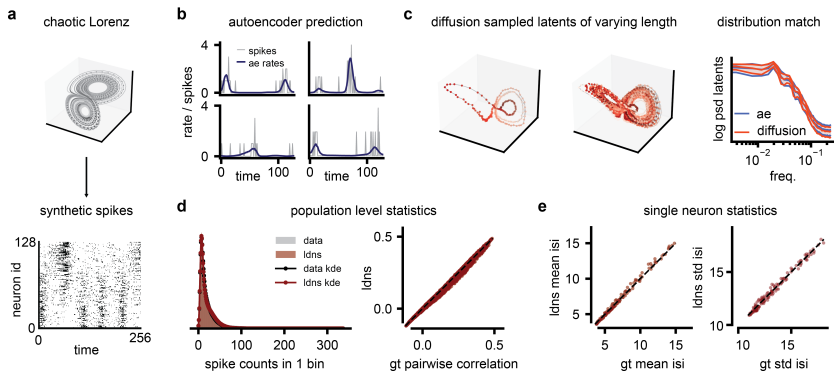 a
chaotic Lorenz
synthetic spikes
neuron id
128
0
0
256
time
b
autoencoder prediction
rate / spikes
4
0
4
0
spikes
ae rates
0
100
time
0
100
time
c
diffusion sampled latents of varying length
distribution match
log psd latents
ae
diffusion
10⁻²
10⁻¹
freq.
d
population level statistics
data
ldns
data kde
ldns kde
0
100
200
300
spike counts in 1 bin
ldns
0.5
0.0
0.0
0.5
gt pairwise correlation
e
single neuron statistics
ldns mean isi
15
10
5
5
10
15
gt mean isi
ldns std isi
15
10
10
15
gt std isi